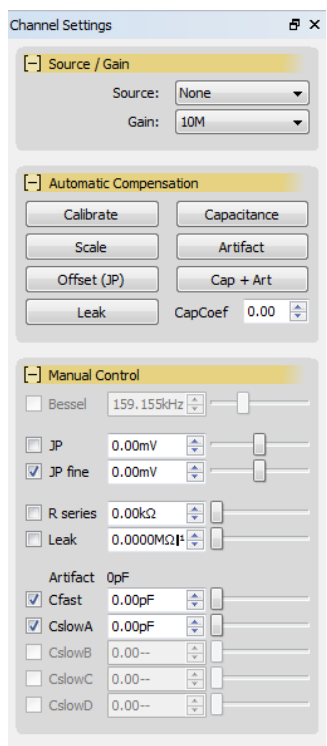 Channel Settings
[-] Source / Gain
Source: None
Gain: 10M
[-] Automatic Compensation
Calibrate Capacitance
Scale Artifact
Offset (JP) Cap + Art
Leak CapCoef 0.00
[-] Manual Control
Bessel 159.155kHz
JP 0.00mV
JP fine 0.00mV
R series 0.00kΩ
Leak 0.0000MΩ
Artifact 0pF
Cfast 0.00pF
CslowA 0.00pF
CslowB 0.00--
CslowC 0.00--
CslowD 0.00--